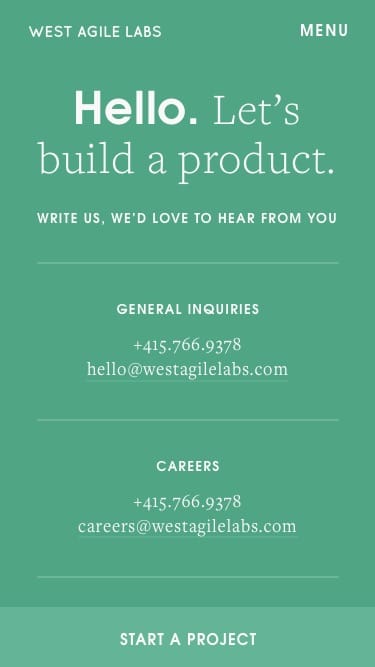 WEST AGILE LABS
MENU
Hello. Let's
build a product.
WRITE US, WE'D LOVE TO HEAR FROM YOU
GENERAL INQUIRIES
+415.766.9378
hello@westagilelabs.com
CAREERS
+415.766.9378
careers@westagilelabs.com
START A PROJECT